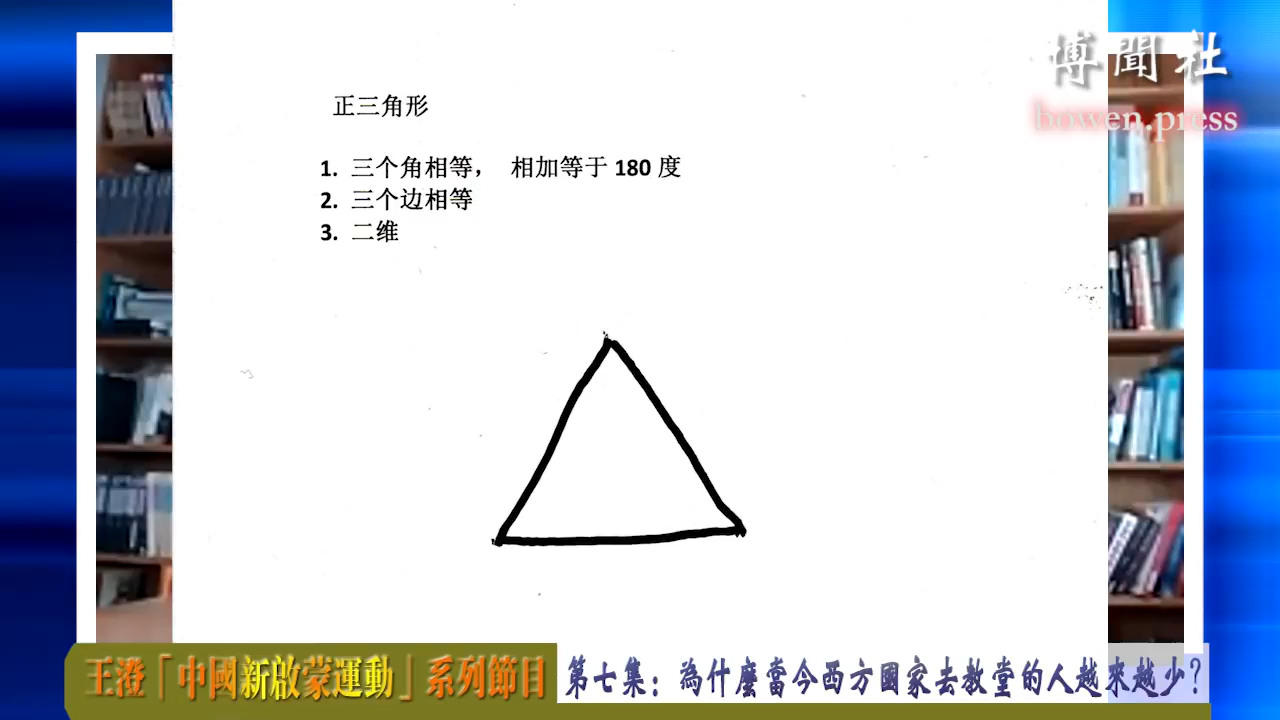 博聞社
bowen.press
正三角形
1. 三个角相等， 相加等于 180 度
2. 三个边相等
3. 二维
王澄「中國新啟蒙運動」系列節目
第七集：為什麼當今西方國家去教堂的人越來越少？